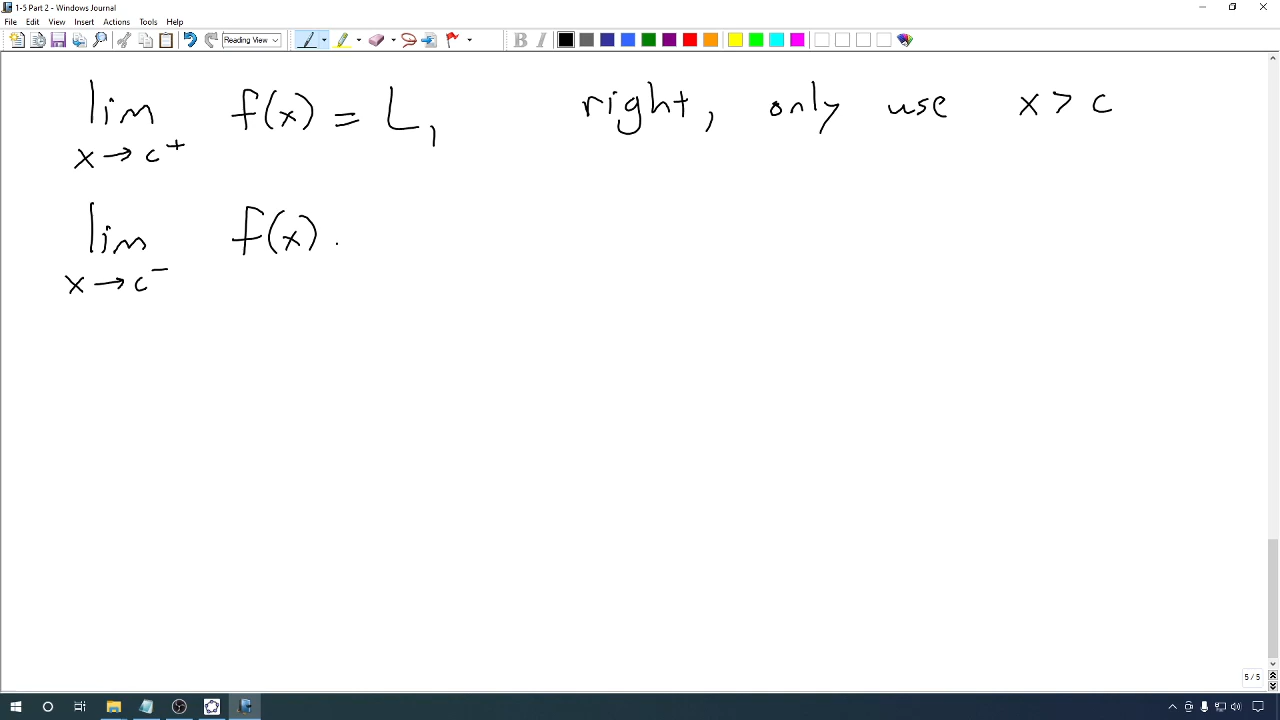 1-5 Part 2 - Windows Journal
File Edit View Insert Actions Tools Help
Reading View B I
lim f(x) = L₁ right, only use x > c
x → c⁺
lim f(x)
x → c⁻
5 / 5